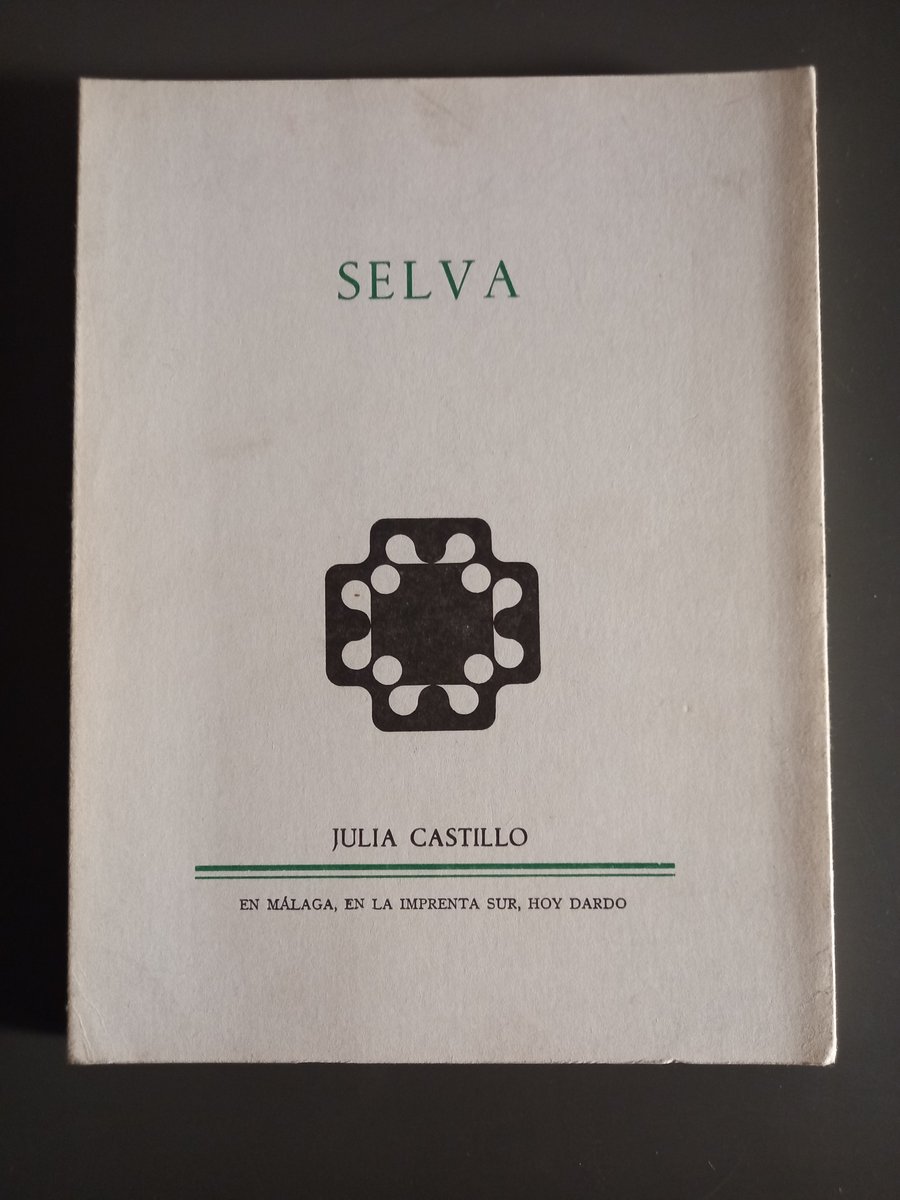 SELVA
JULIA CASTILLO
EN MÁLAGA, EN LA IMPRENTA SUR, HOY DARDO